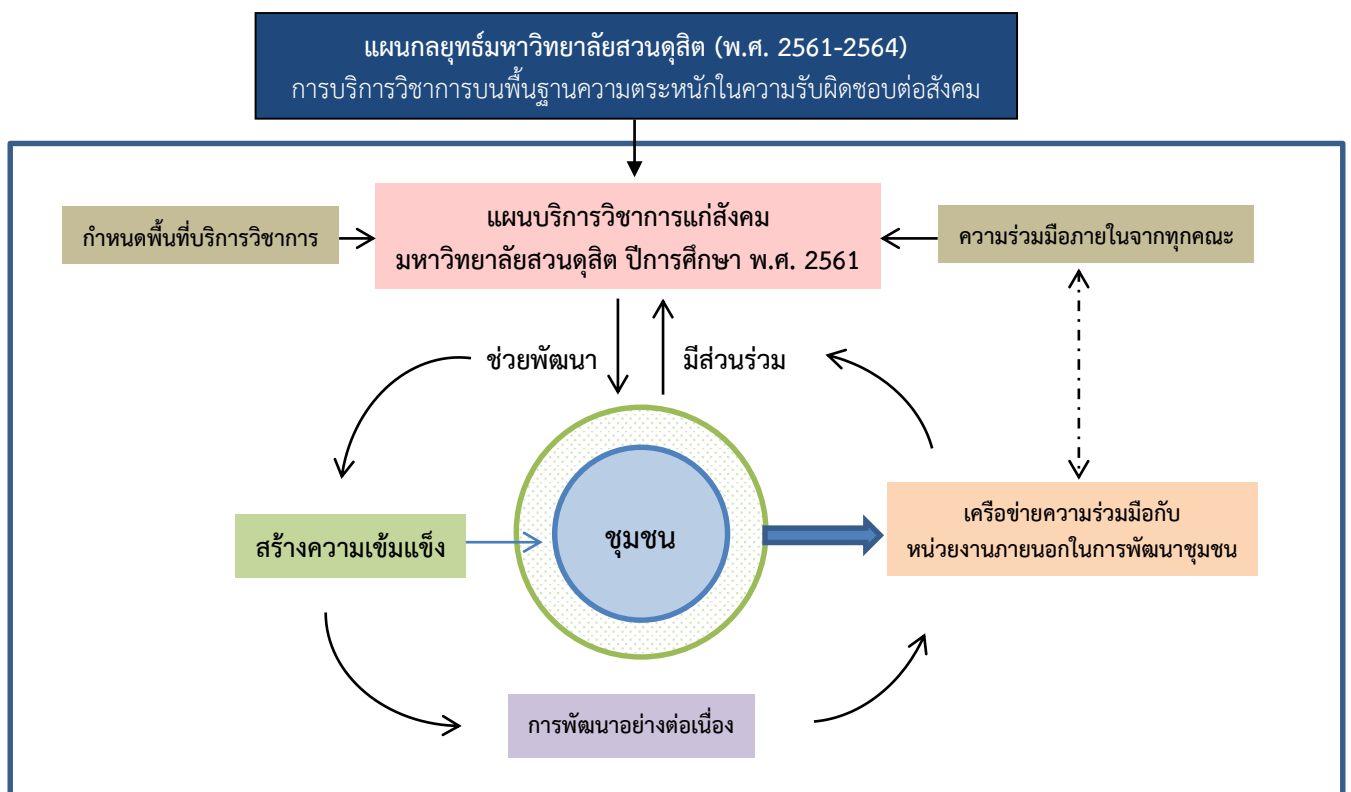 แผนกลยุทธ์มหาวิทยาลัยสวนดุสิต (พ.ศ. 2561-2564)
การบริการวิชาการบนพื้นฐานความตระหนักในความรับผิดชอบต่อสังคม
แผนบริการวิชาการแก่สังคม
มหาวิทยาลัยสวนดุสิต ปีการศึกษา พ.ศ. 2561
กำหนดพื้นที่บริการวิชาการ
ความร่วมมือภายในจากทุกคณะ
ช่วยพัฒนา
มีส่วนร่วม
สร้างความเข้มแข็ง
ชุมชน
เครือข่ายความร่วมมือกับ
หน่วยงานภายนอกในการพัฒนาชุมชน
การพัฒนาอย่างต่อเนื่อง